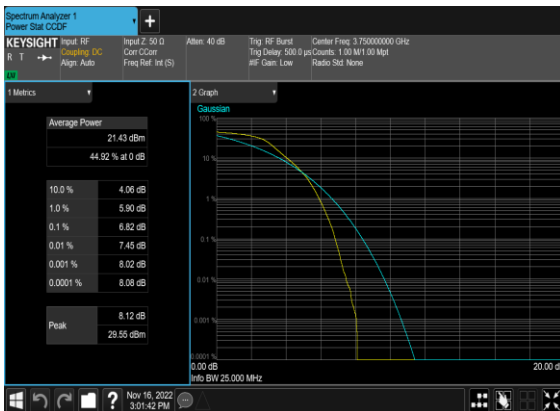 Spectrum Analyzer 1
Power Stat CCDF
KEYSIGHT
R T
LV
Input: RF
Coupling: DC
Align: Auto
Input Z: 50 Ω
Corr CCorr
Freq Ref: Int (S)
Atten: 40 dB
Trig: RF Burst
Trig Delay: 500.0 µs
#IF Gain: Low
Center Freq: 3.750000000 GHz
Counts: 1.00 M/1.00 Mpt
Radio Std: None
1 Metrics
Average Power
21.43 dBm
44.92 % at 0 dB
10.0 % 4.06 dB
1.0 % 5.90 dB
0.1 % 6.82 dB
0.01 % 7.45 dB
0.001 % 8.02 dB
0.0001 % 8.08 dB
Peak
8.12 dB
29.55 dBm
2 Graph
Gaussian
100 %
10 %
1 %
0.1 %
0.01 %
0.001 %
0.0001 %
0.00 dB
20.00 d
Info BW 25.000 MHz
?
Nov 16, 2022
3:01:42 PM